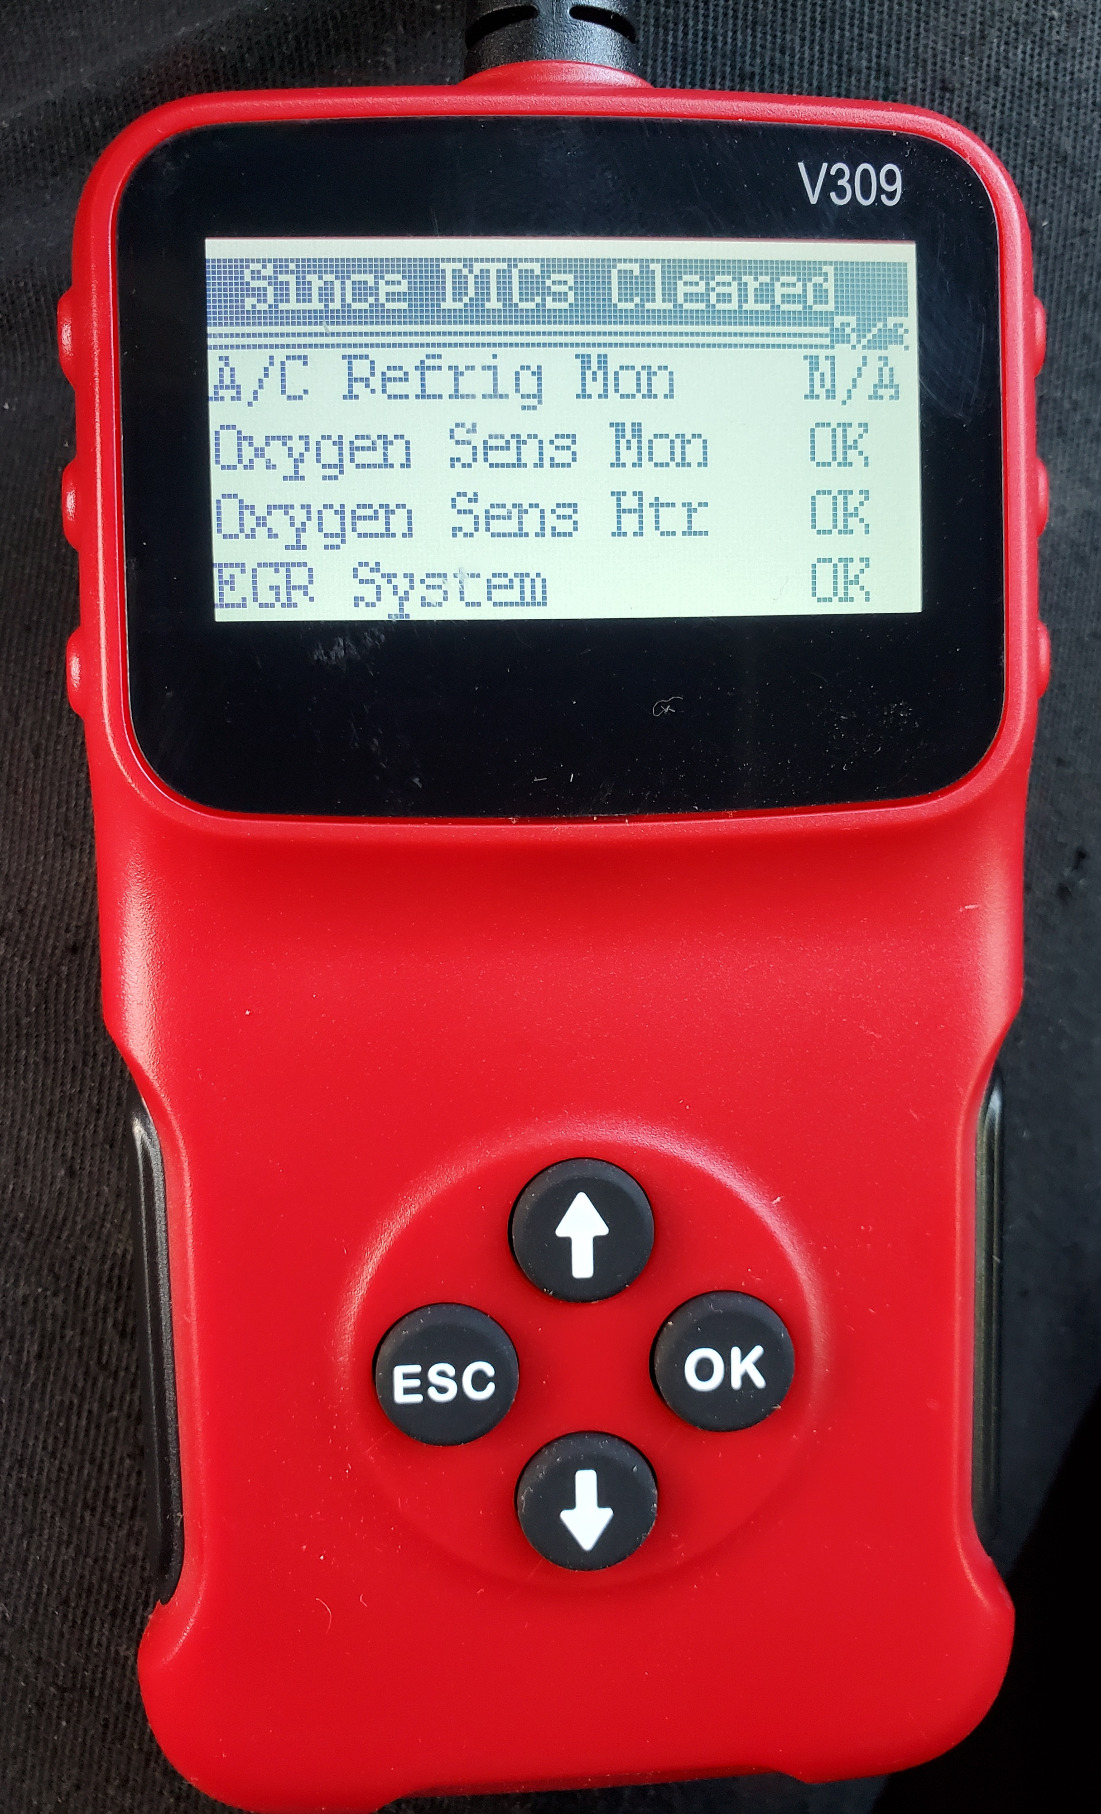 V309
Since DTCs Cleared
A/C Refrig Mon N/A
Oxygen Sens Mon OK
Oxygen Sens Htr OK
EGR System OK
ESC
OK